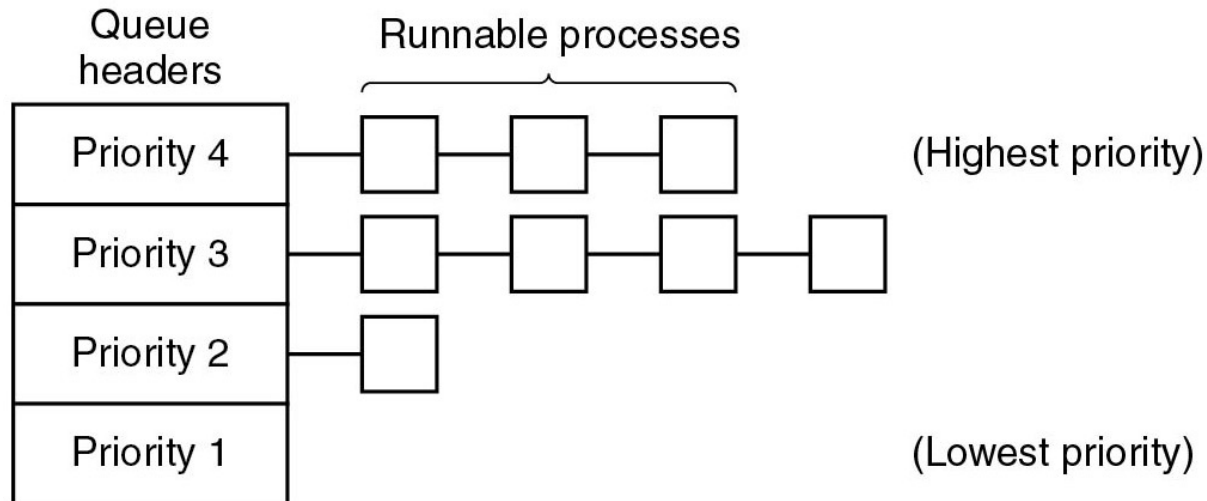 Queue
headers
Runnable processes
Priority 4
(Highest priority)
Priority 3
Priority 2
Priority 1
(Lowest priority)